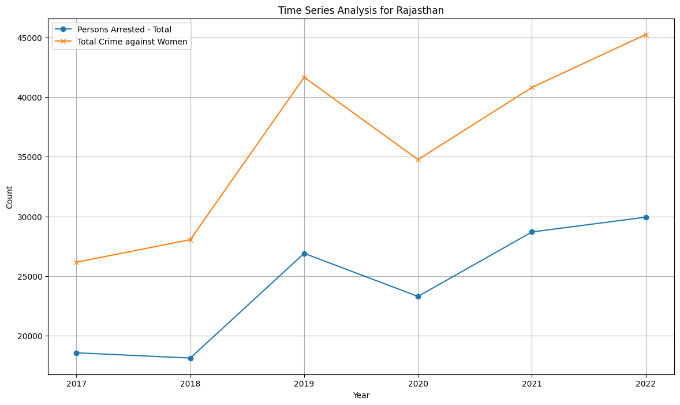 Time Series Analysis for Rajasthan
Persons Arrested - Total
Total Crime against Women
45000
40000
35000
30000
25000
20000
Count
2017 2018 2019 2020 2021 2022
Year